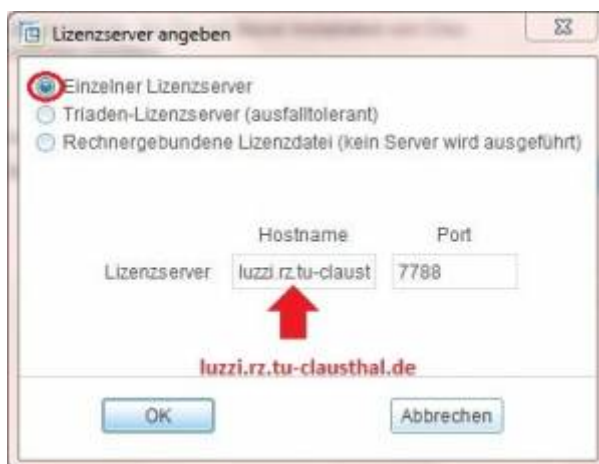 Lizenzserver angeben
Einzelner Lizenzserver
Triaden-Lizenzserver (ausfalltolerant)
Rechnergebundene Lizenzdatei (kein Server wird ausgeführt)
Hostname Port
Lizenzserver luzzi.rz.tu-claust 7788
luzzi.rz.tu-clausthal.de
OK Abbrechen